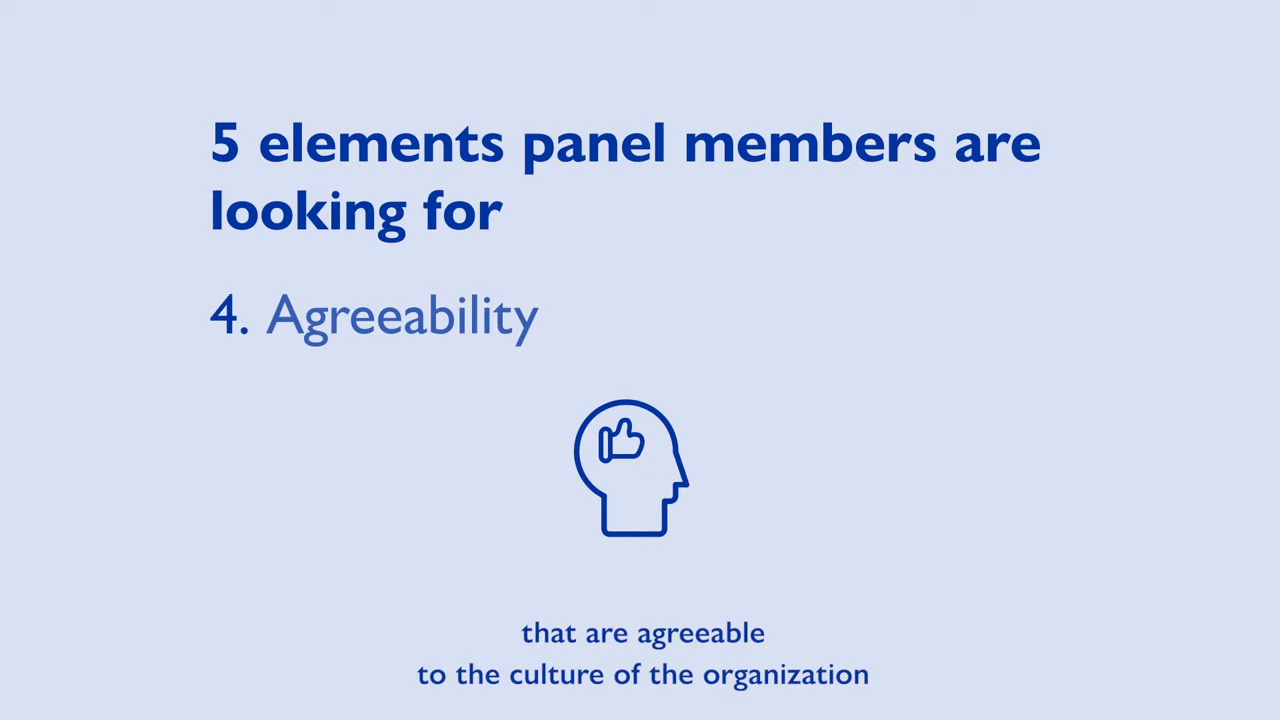 5 elements panel members are
looking for
4. Agreeability
that are agreeable
to the culture of the organization